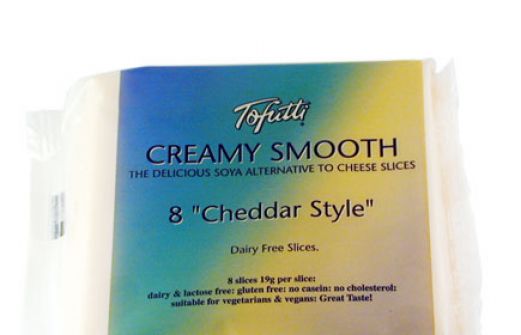 Tofutti
CREAMY SMOOTH
THE DELICIOUS SOYA ALTERNATIVE TO CHEESE SLICES
8 "Cheddar Style"
Dairy Free Slices.
8 slices 19g per slice:
dairy & lactose free: gluten free: no casein: no cholesterol:
suitable for vegetarians & vegans: Great Taste!